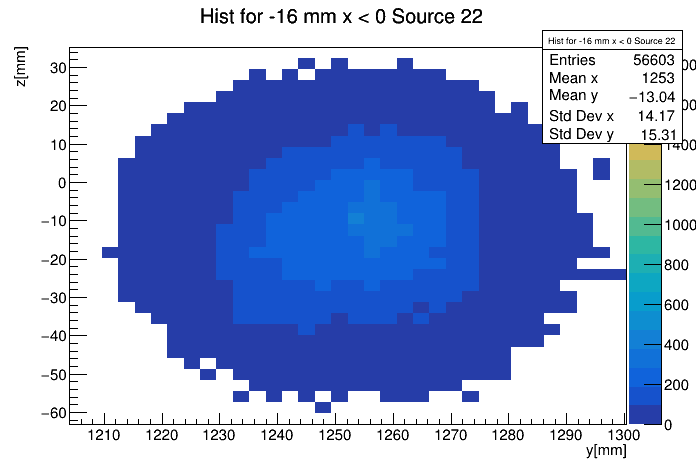 Hist for -16 mm x < 0 Source 22
Hist for -16 mm x < 0 Source 22
Entries 56603
Mean x 1253
Mean y −13.04
Std Dev x 14.17
Std Dev y 15.31
z[mm]
30
20
10
0
−10
−20
−30
−40
−50
−60
1210 1220 1230 1240 1250 1260 1270 1280 1290 1300
y[mm]
1400
1200
1000
800
600
400
200
0